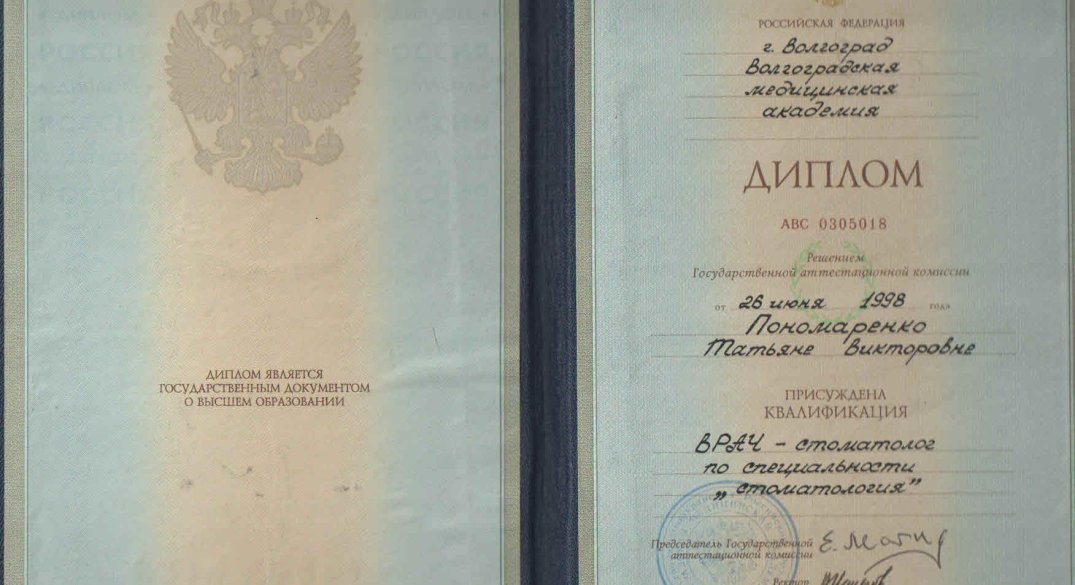 ДИПЛОМ ЯВЛЯЕТСЯ
ГОСУДАРСТВЕННЫМ ДОКУМЕНТОМ
О ВЫСШЕМ ОБРАЗОВАНИИ
РОССИЙСКАЯ ФЕДЕРАЦИЯ
г. Волгоград
Волгоградская
медицинская
академия
ДИПЛОМ
АВС 0305018
Решением
Государственной аттестационной комиссии
от 26 июня 1998 года
Пономаренко
Татьяне Викторовне
ПРИСУЖДЕНА
КВАЛИФИКАЦИЯ
ВРАЧ – стоматолог
по специальности
„стоматология"
Председатель Государственной
аттестационной комиссии
Ректор